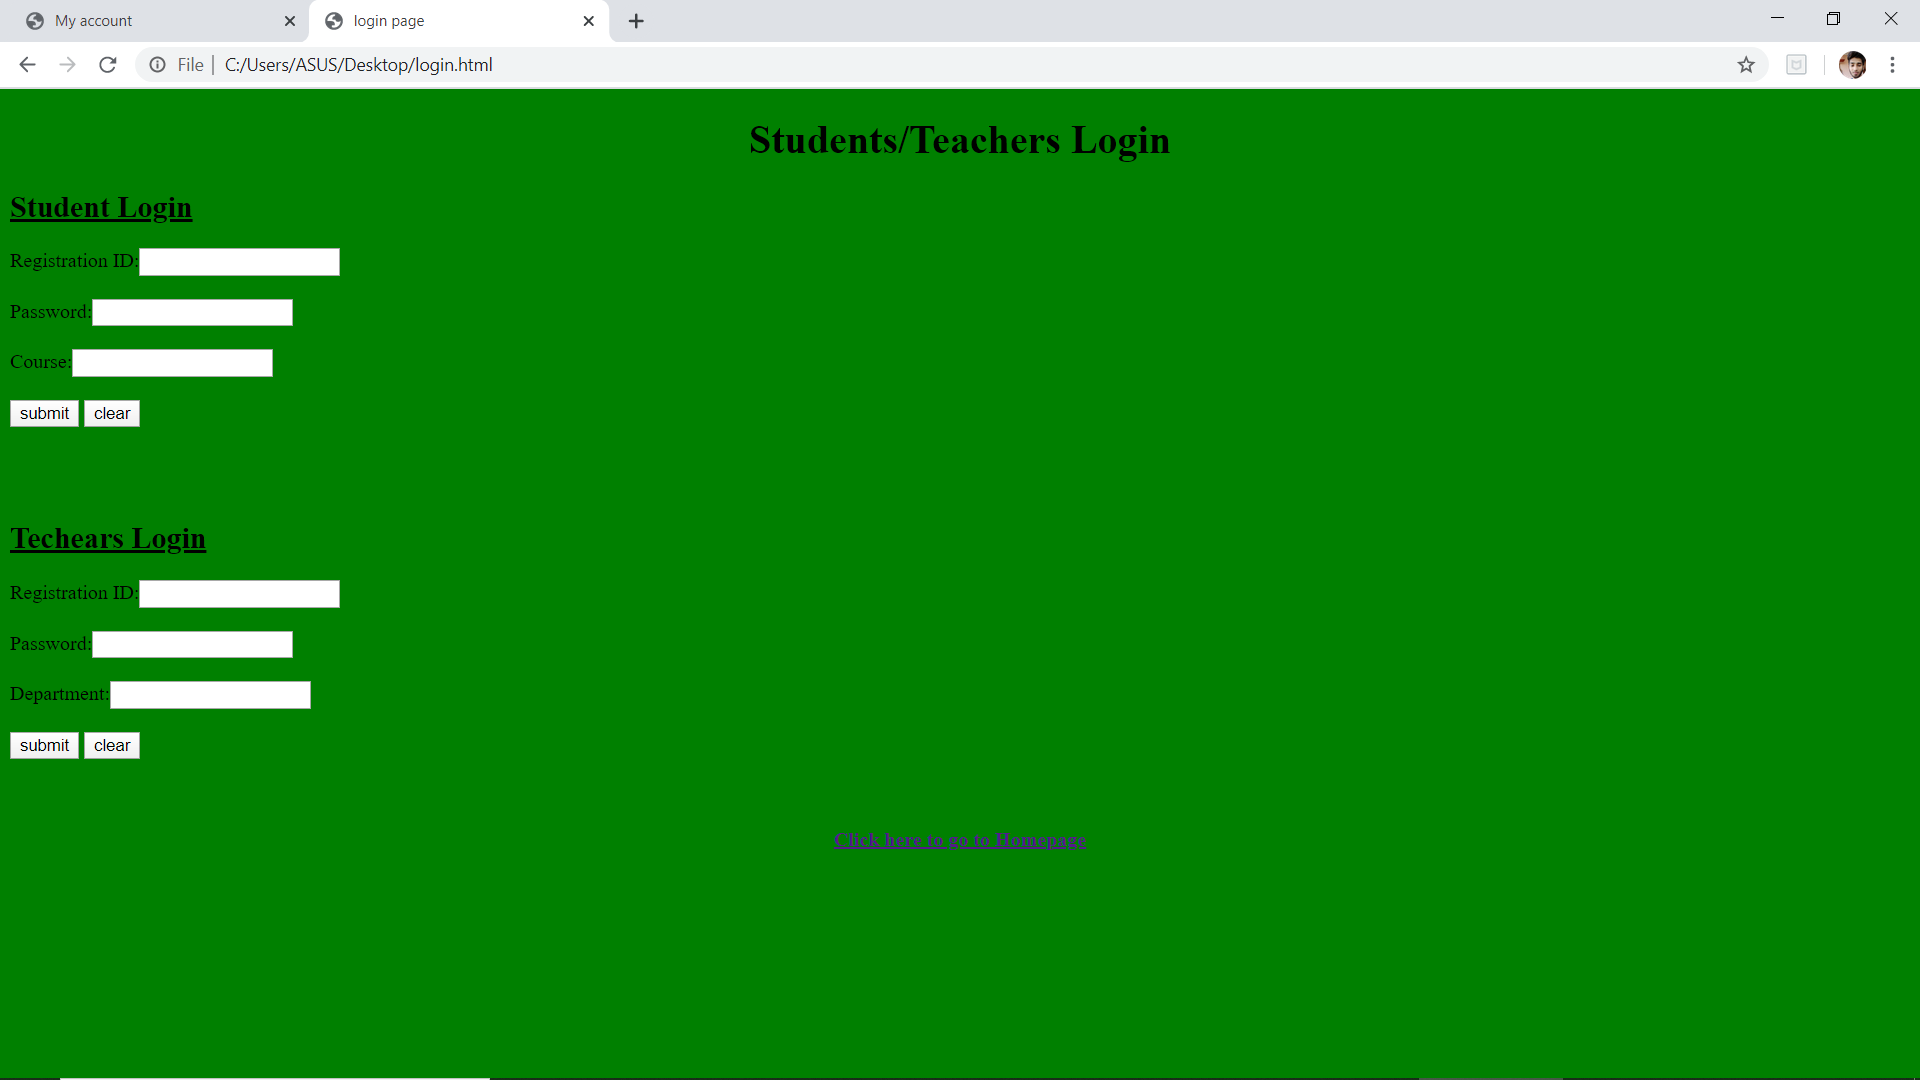 My account
login page
File | C:/Users/ASUS/Desktop/login.html
Students/Teachers Login
Student Login
Registration ID:
Password:
Course:
submit clear
Techears Login
Registration ID:
Password:
Department:
submit clear
Click here to go to Homepage